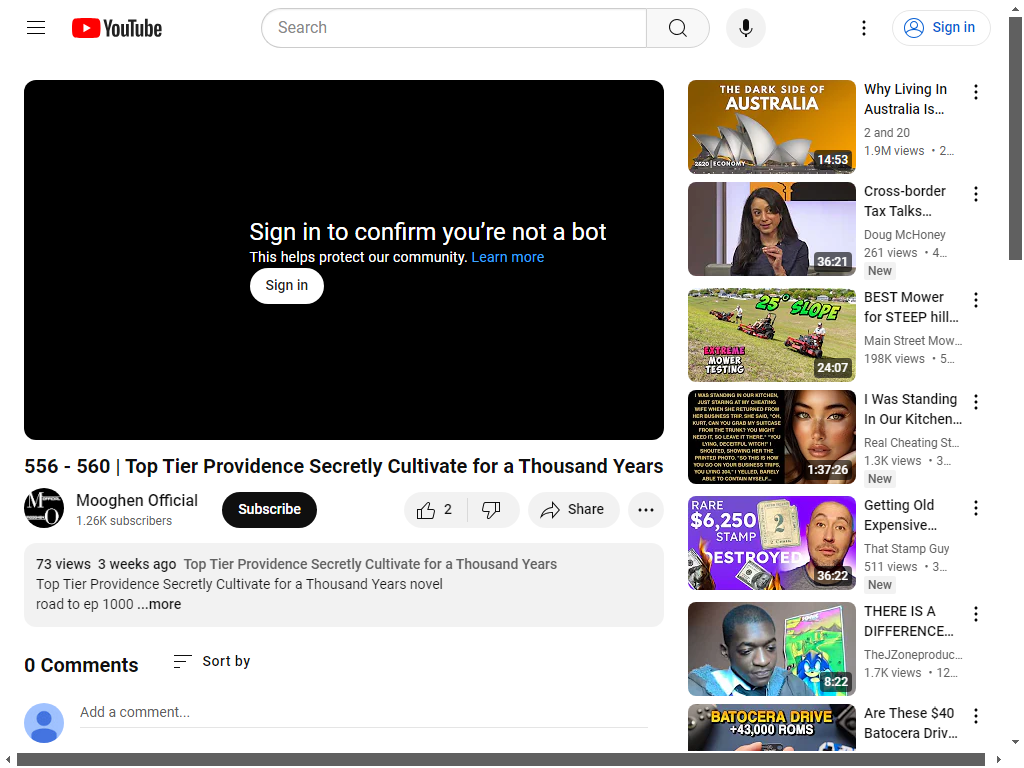 YouTube
Search
Sign in
Sign in to confirm you’re not a bot
This helps protect our community. Learn more
Sign in
556 - 560 | Top Tier Providence Secretly Cultivate for a Thousand Years
Mooghen Official
1.26K subscribers
Subscribe
2
Share
73 views 3 weeks ago Top Tier Providence Secretly Cultivate for a Thousand Years
Top Tier Providence Secretly Cultivate for a Thousand Years novel
road to ep 1000 ...more
0 Comments
Sort by
Add a comment...
THE DARK SIDE OF
AUSTRALIA
2&20 | ECONOMY
14:53
Why Living In
Australia Is…
2 and 20
1.9M views • 2…
36:21
Cross-border
Tax Talks…
Doug McHoney
261 views • 4…
New
25° SLOPE
EXTREME
MOWER
TESTING
24:07
BEST Mower
for STEEP hill…
Main Street Mow…
198K views • 5…
I WAS STANDING IN OUR KITCHEN,
JUST STARING AT MY CHEATING
WIFE WHEN SHE RETURNED FROM
HER BUSINESS TRIP. SHE SAID, "OH,
KURT, CAN YOU GRAB MY SUITCASE
FROM THE TRUNK? YOU MIGHT
NEED IT, SO LEAVE IT THERE." "YOU
LYING, DECEITFUL WITCH!" I
SHOUTED, SHOWING HER THE
PRINTED PHOTO. "SO THIS IS HOW
YOU GO ON YOUR BUSINESS TRIPS,
YOU LYING 304," I YELLED, BARELY
ABLE TO CONTAIN MYSELF...
1:37:26
I Was Standing
In Our Kitchen…
Real Cheating St…
1.3K views • 3…
New
RARE
$6,250
STAMP
DESTROYED
2
36:22
Getting Old
Expensive…
That Stamp Guy
511 views • 3…
New
8:22
THERE IS A
DIFFERENCE…
TheJZoneproduc…
1.7K views • 12…
BATOCERA DRIVE
+43,000 ROMS
Are These $40
Batocera Driv…